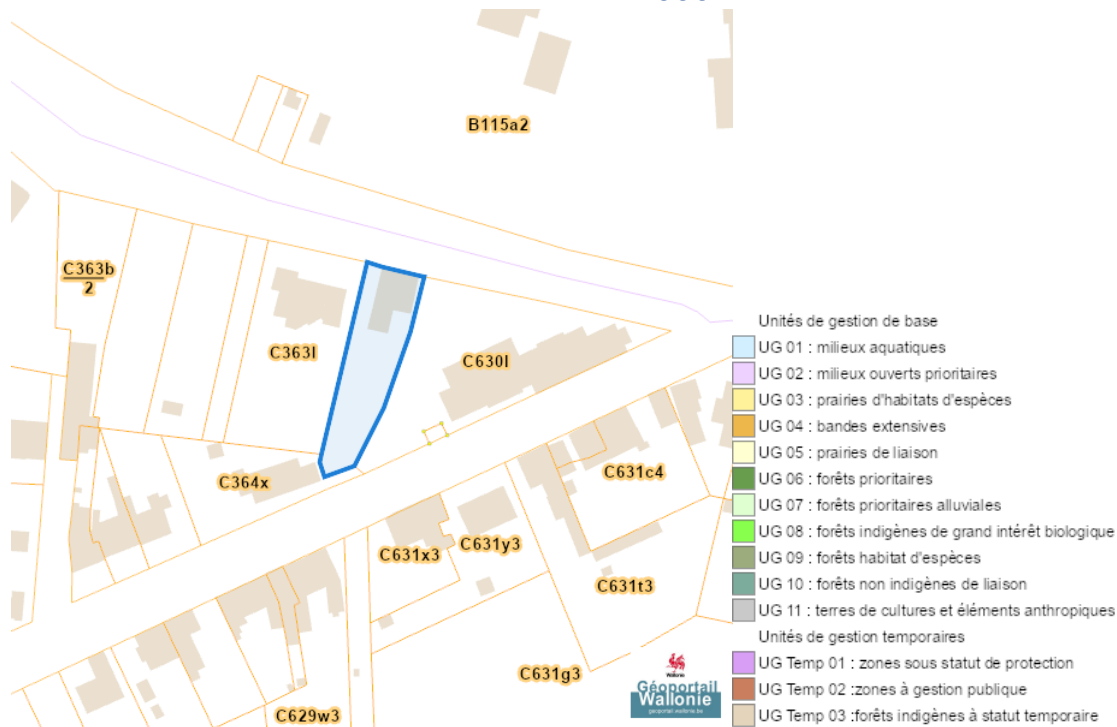 B115a2
C363b
2
C363l
C630l
C364x
C631c4
C631x3
C631y3
C631t3
C631g3
C629w3
Wallonie
Géoportail
Wallonie
geoportail.wallonie.be
Unités de gestion de base
UG 01 : milieux aquatiques
UG 02 : milieux ouverts prioritaires
UG 03 : prairies d'habitats d'espèces
UG 04 : bandes extensives
UG 05 : prairies de liaison
UG 06 : forêts prioritaires
UG 07 : forêts prioritaires alluviales
UG 08 : forêts indigènes de grand intérêt biologique
UG 09 : forêts habitat d'espèces
UG 10 : forêts non indigènes de liaison
UG 11 : terres de cultures et éléments anthropiques
Unités de gestion temporaires
UG Temp 01 : zones sous statut de protection
UG Temp 02 :zones à gestion publique
UG Temp 03 :forêts indigènes à statut temporaire